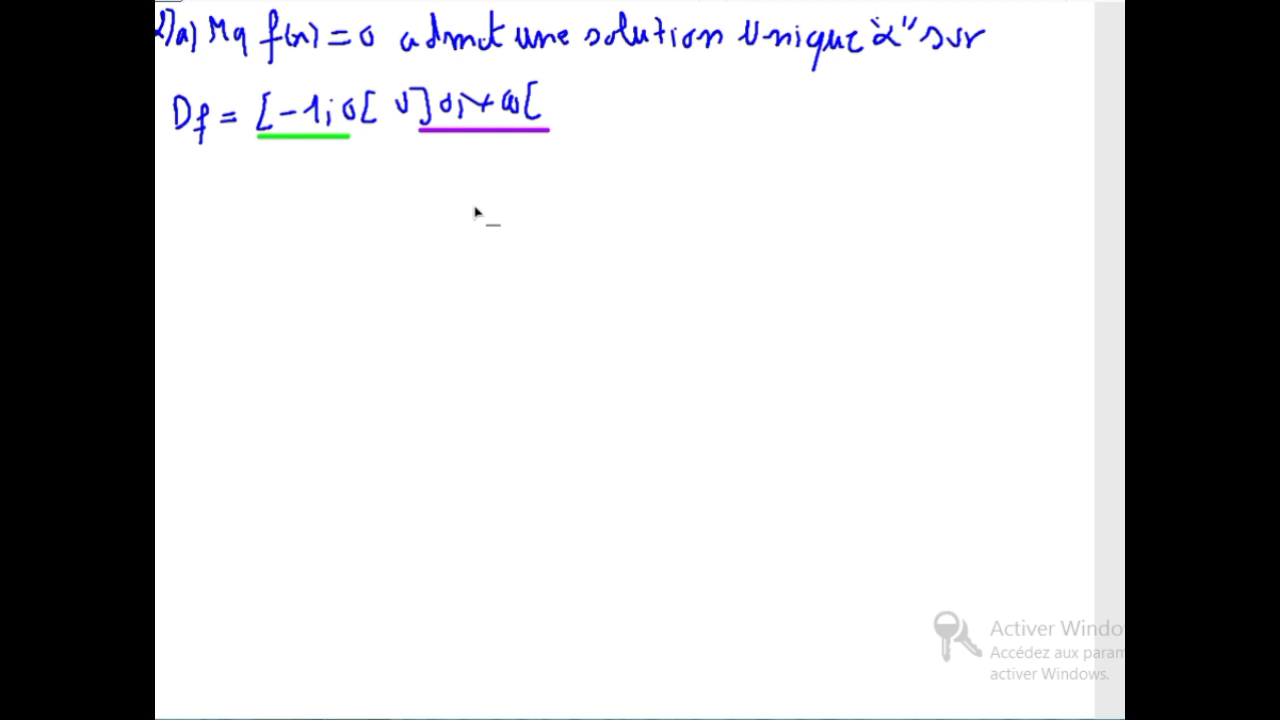 2)a) Mq f(x) = 0 admet une solution unique "α" sur
Df = [-1; 0[ ∪ ]0; +∞[
Activer Windo
Accédez aux param
activer Windows.